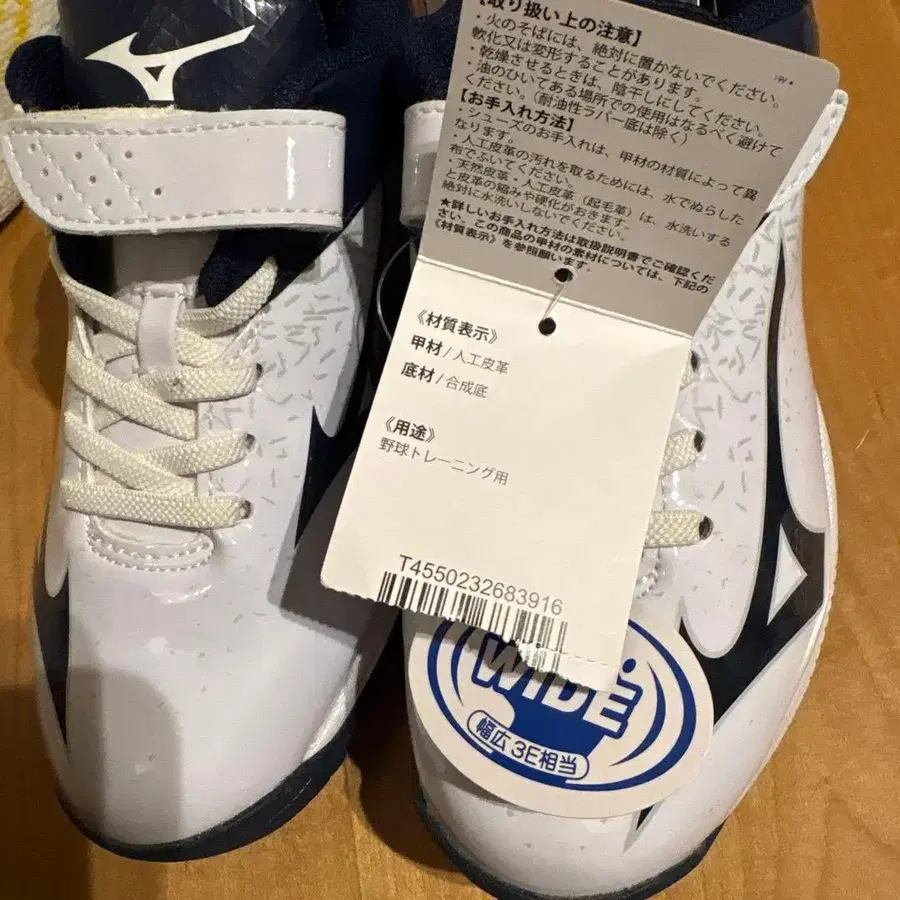 【取り扱い上の注意】
・火のそばには、絶対に置かないでください。
軟化又は変形することがあります。
・乾燥させるときは、陰干しにしてください。
・油のひいてある場所での使用はなるべく避けて
ください。(耐油性ラバー底は除く)
【お手入れ方法】
・シューズのお手入れは、甲材の材質によって異
なります。
・人工皮革の汚れを取るためには、水でぬらした
布でふいてください。
・天然皮革・人工皮革(起毛革)は、水洗いする
と皮革の縮みや硬化がおきます。
絶対に水洗いしないでください。
★詳しいお手入れ方法は取扱説明書でご確認くだ
さい。この商品の甲材の素材については、下記の
《材質表示》を参照願います。
《材質表示》
甲材/人工皮革
底材/合成底
《用途》
野球トレーニング用
T4550232683916
WIDE
幅広 3E相当